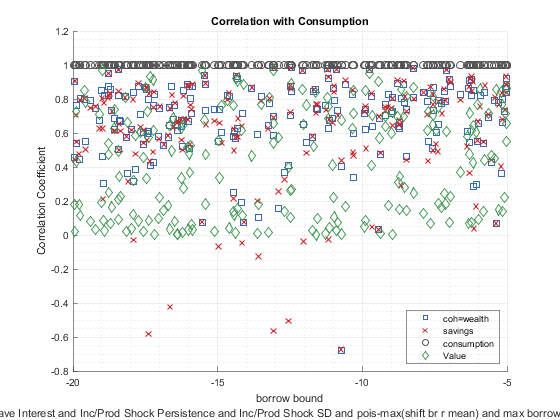 Correlation with Consumption
1.2
1
0.8
0.6
0.4
0.2
0
-0.2
-0.4
-0.6
-0.8
Correlation Coefficient
coh=wealth
savings
consumption
Value
-20
-15
-10
-5
borrow bound
ave Interest and Inc/Prod Shock Persistence and Inc/Prod Shock SD and pois-max(shift br r mean) and max borrow